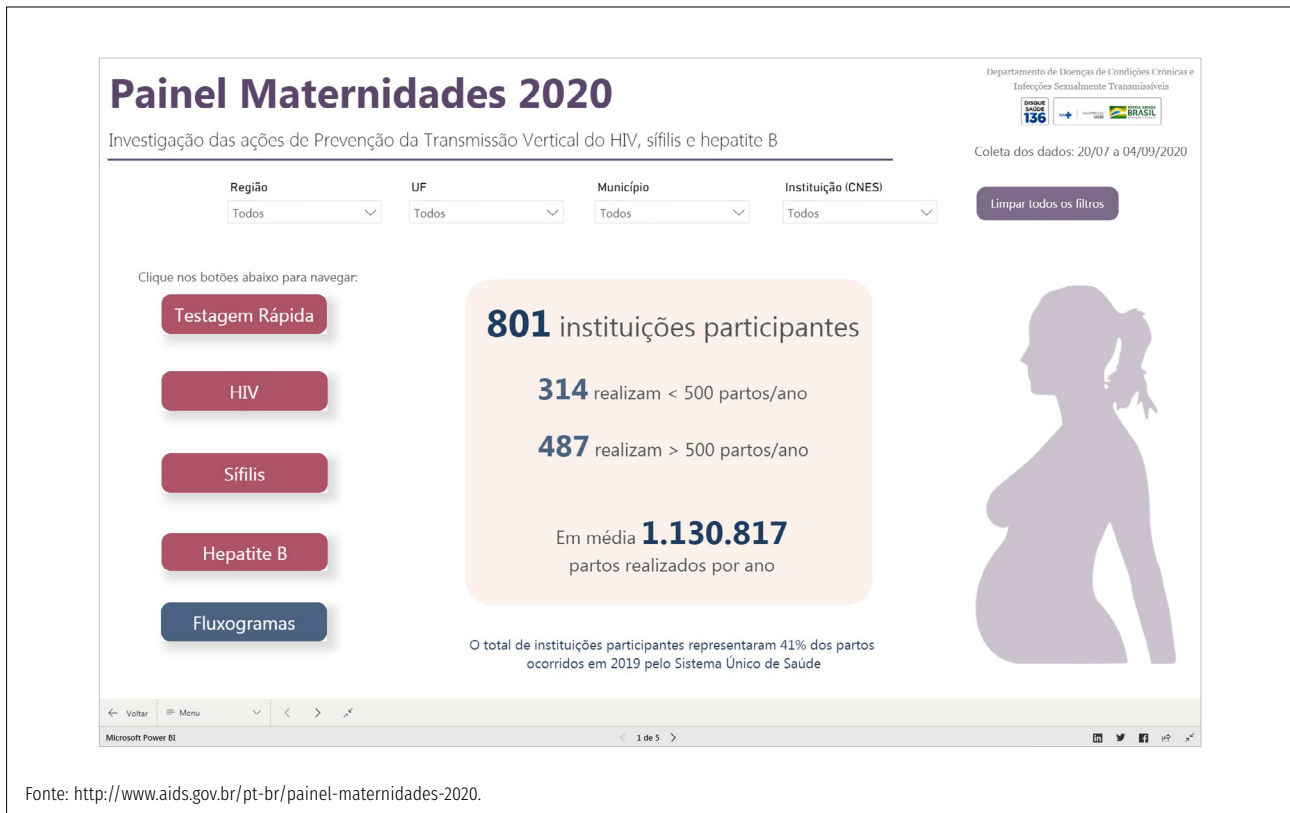 Painel Maternidades 2020
Investigação das ações de Prevenção da Transmissão Vertical do HIV, sífilis e hepatite B
Departamento de Doenças de Condições Crônicas e
Infecções Sexualmente Transmissíveis
DISQUE
SAÚDE
136
PÁTRIA AMADA
BRASIL
Coleta dos dados: 20/07 a 04/09/2020
Região
UF
Município
Instituição (CNES)
Todos
Todos
Todos
Todos
Limpar todos os filtros
Clique nos botões abaixo para navegar:
Testagem Rápida
HIV
Sífilis
Hepatite B
Fluxogramas
801 instituições participantes
314 realizam < 500 partos/ano
487 realizam > 500 partos/ano
Em média 1.130.817
partos realizados por ano
O total de instituições participantes representaram 41% dos partos
ocorridos em 2019 pelo Sistema Único de Saúde
Voltar
Menu
Microsoft Power BI
1 de 5
Fonte: http://www.aids.gov.br/pt-br/painel-maternidades-2020.